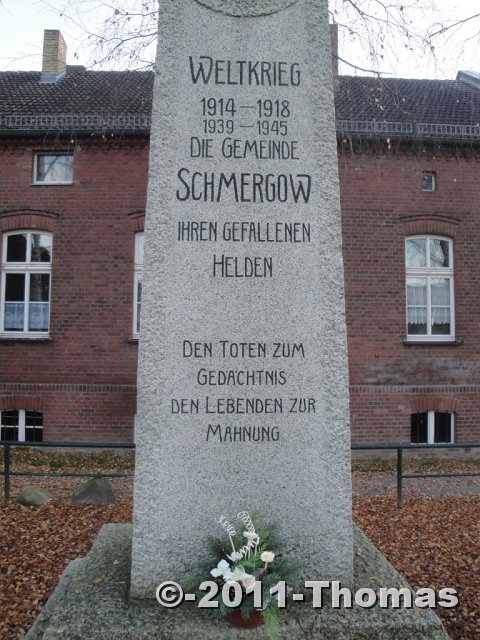 WELTKRIEG
1914–1918
1939–1945
DIE GEMEINDE
SCHMERGOW
IHREN GEFALLENEN
HELDEN
DEN TOTEN ZUM
GEDÄCHTNIS
DEN LEBENDEN ZUR
MAHNUNG
©-2011-Thomas